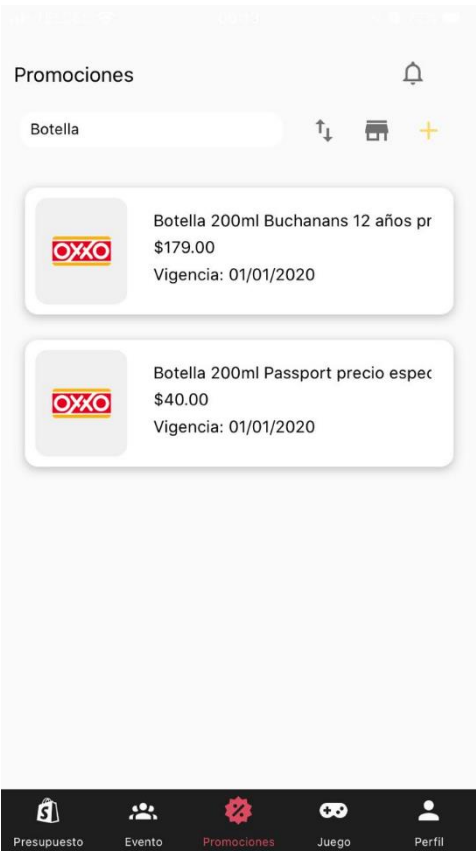 Promociones
Botella
OXXO
Botella 200ml Buchanans 12 años pr
$179.00
Vigencia: 01/01/2020
OXXO
Botella 200ml Passport precio espec
$40.00
Vigencia: 01/01/2020
Presupuesto
Evento
Promociones
Juego
Perfil